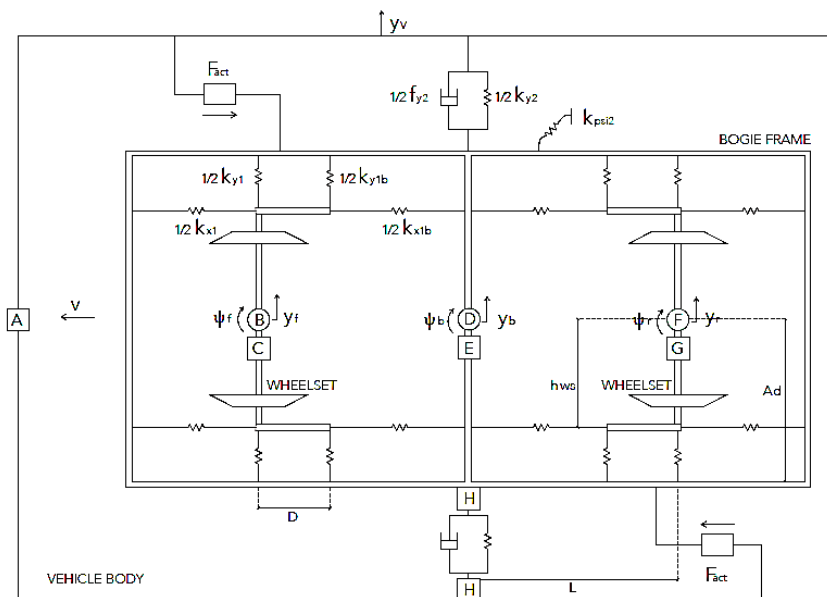 yv
Fact
1/2 fy2
1/2 ky2
kpsi2
BOGIE FRAME
1/2 ky1
1/2 ky1b
1/2 kx1
1/2 kx1b
A
v
ψf
B
yf
ψb
D
yb
ψr
F
yr
C
E
G
WHEELSET
hws
WHEELSET
Ad
D
H
H
L
Fact
VEHICLE BODY